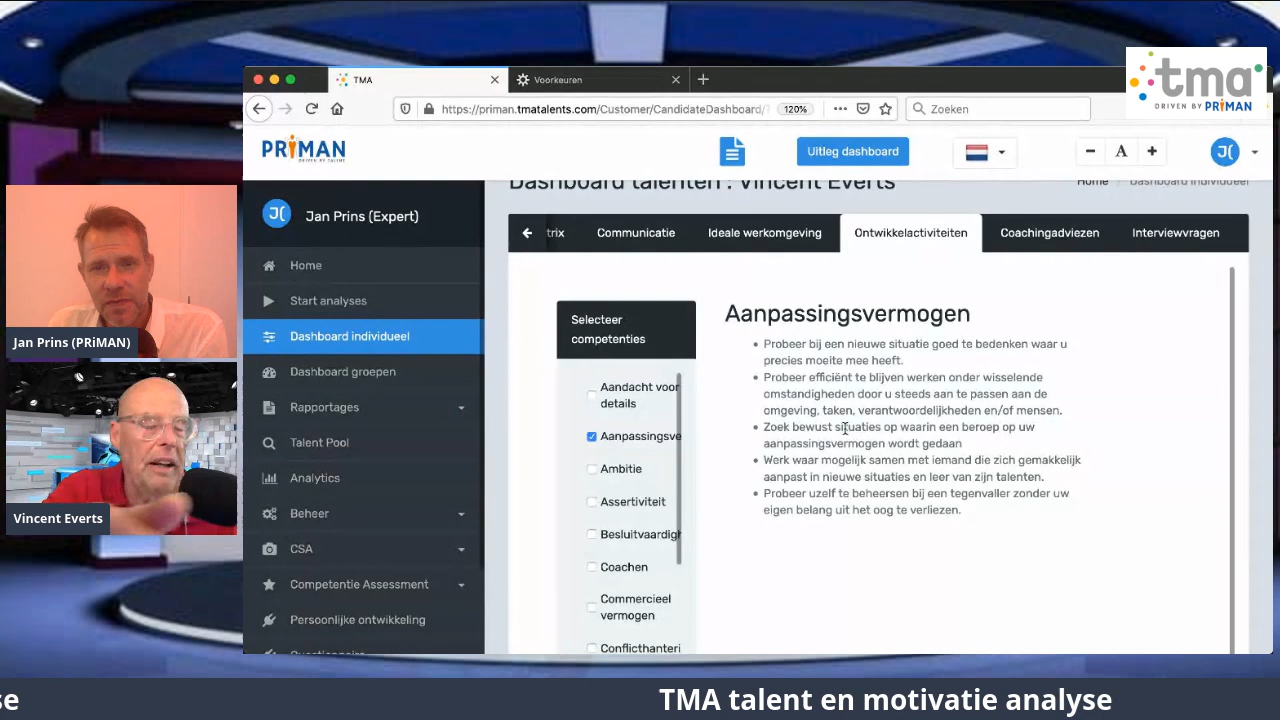 TMA
Voorkeuren
tma
DRIVEN BY PRiMAN
https://priman.tmatalents.com/Customer/CandidateDashboard/
120%
Zoeken
PRiMAN
DRIVEN BY TALENT
Uitleg dashboard
A
J(
Dashboard talenten : Vincent Everts
Home
Dashboard individueel
J(
Jan Prins (Expert)
trix
Communicatie
Ideale werkomgeving
Ontwikkelactiviteiten
Coachingadviezen
Interviewvragen
Home
Start analyses
Dashboard individueel
Dashboard groepen
Rapportages
Talent Pool
Analytics
Beheer
CSA
Competentie Assessment
Persoonlijke ontwikkeling
Selecteer
competenties
Aandacht voor
details
Aanpassingsve
Ambitie
Assertiviteit
Besluitvaardigh
Coachen
Commercieel
vermogen
Conflicthanteri
Aanpassingsvermogen
Probeer bij een nieuwe situatie goed te bedenken waar u
precies moeite mee heeft.
Probeer efficiënt te blijven werken onder wisselende
omstandigheden door u steeds aan te passen aan de
omgeving, taken, verantwoordelijkheden en/of mensen.
Zoek bewust situaties op waarin een beroep op uw
aanpassingsvermogen wordt gedaan
Werk waar mogelijk samen met iemand die zich gemakkelijk
aanpast in nieuwe situaties en leer van zijn talenten.
Probeer uzelf te beheersen bij een tegenvaller zonder uw
eigen belang uit het oog te verliezen.
Jan Prins (PRiMAN)
Vincent Everts
se
TMA talent en motivatie analyse